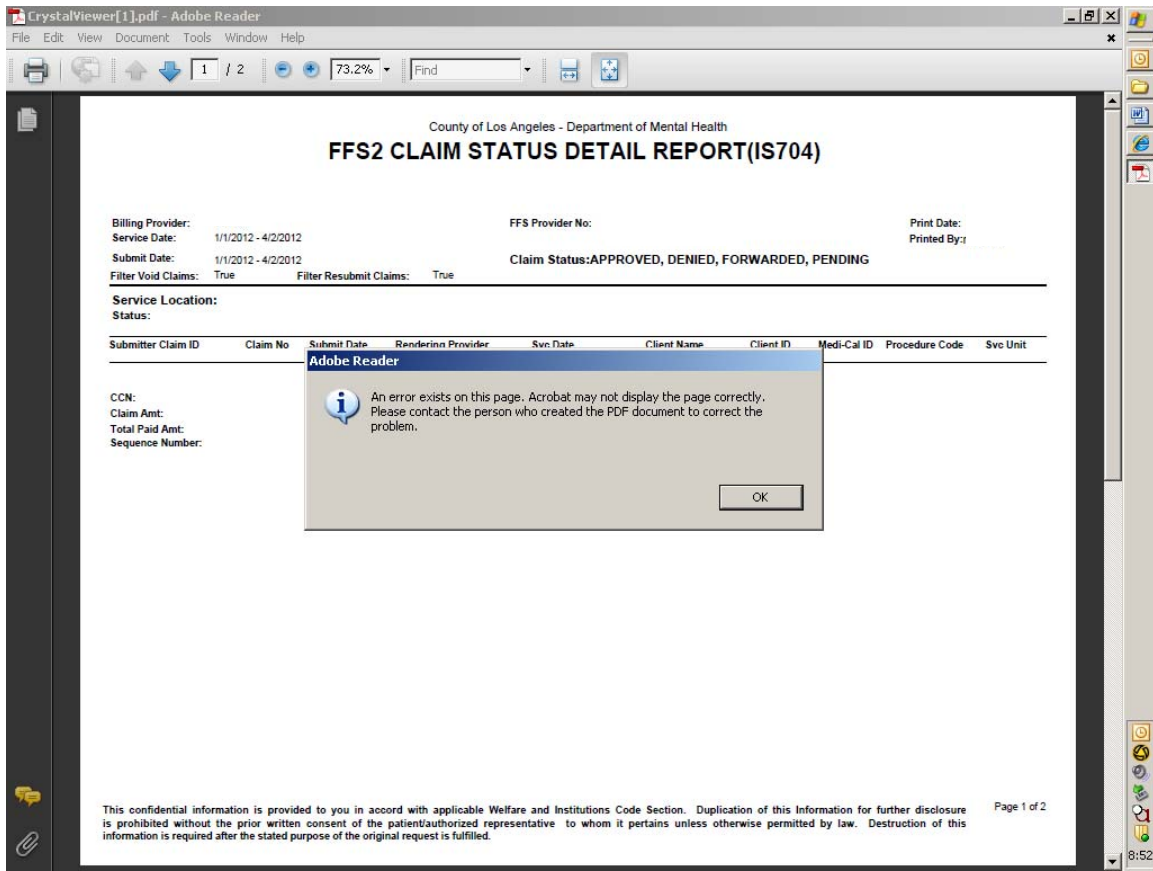 CrystalViewer[1].pdf - Adobe Reader
File Edit View Document Tools Window Help
1 / 2 73.2% Find
County of Los Angeles - Department of Mental Health
FFS2 CLAIM STATUS DETAIL REPORT(IS704)
Billing Provider: FFS Provider No: Print Date:
Service Date: 1/1/2012 - 4/2/2012 Printed By:
Submit Date: 1/1/2012 - 4/2/2012 Claim Status:APPROVED, DENIED, FORWARDED, PENDING
Filter Void Claims: True Filter Resubmit Claims: True
Service Location:
Status:
Submitter Claim ID Claim No Submit Date Rendering Provider Svc Date Client Name Client ID Medi-Cal ID Procedure Code Svc Unit
Adobe Reader
An error exists on this page. Acrobat may not display the page correctly.
Please contact the person who created the PDF document to correct the
problem.
OK
CCN:
Claim Amt:
Total Paid Amt:
Sequence Number:
This confidential information is provided to you in accord with applicable Welfare and Institutions Code Section. Duplication of this Information for further disclosure
is prohibited without the prior written consent of the patient/authorized representative to whom it pertains unless otherwise permitted by law. Destruction of this
information is required after the stated purpose of the original request is fulfilled.
Page 1 of 2
8:52